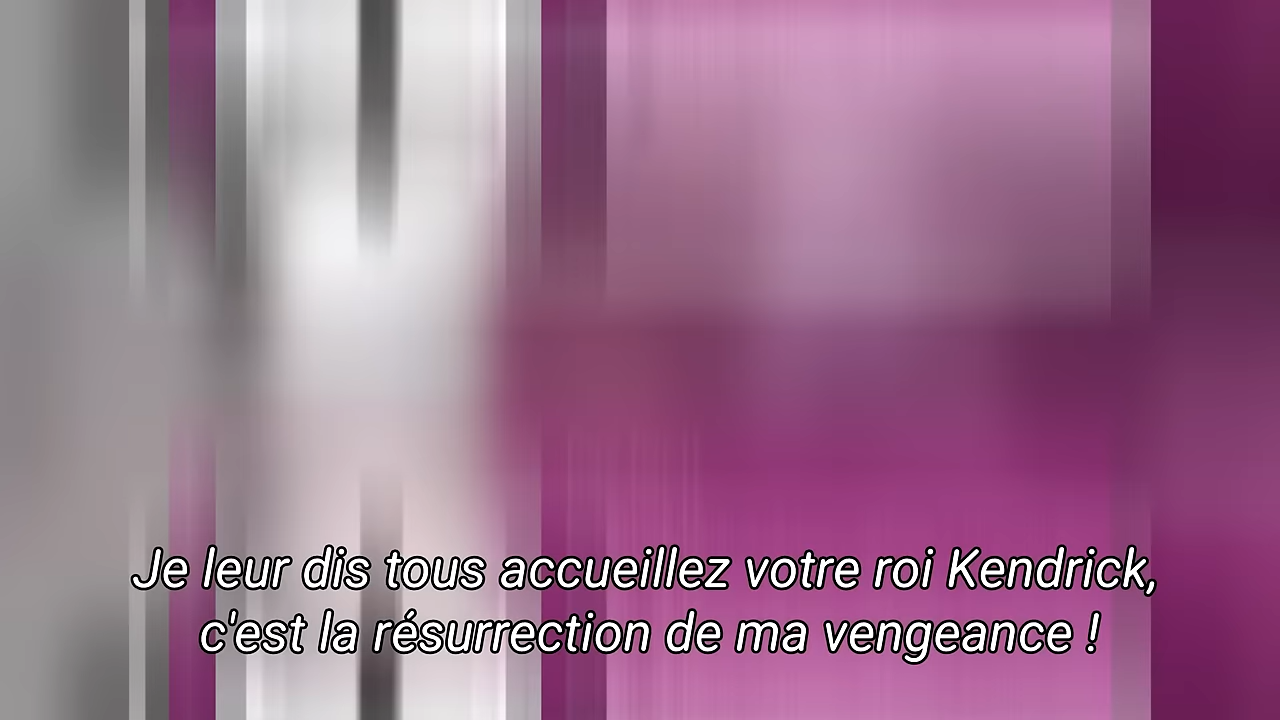 Je leur dis tous accueillez votre roi Kendrick,
c'est la résurrection de ma vengeance !